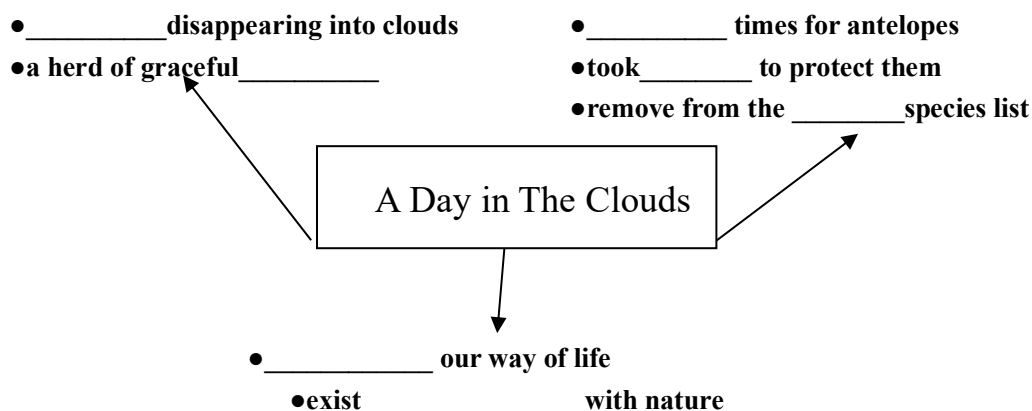 ●__________disappearing into clouds
●a herd of graceful__________
●__________ times for antelopes
●took________ to protect them
●remove from the ________species list
A Day in The Clouds
●____________ our way of life
●exist with nature